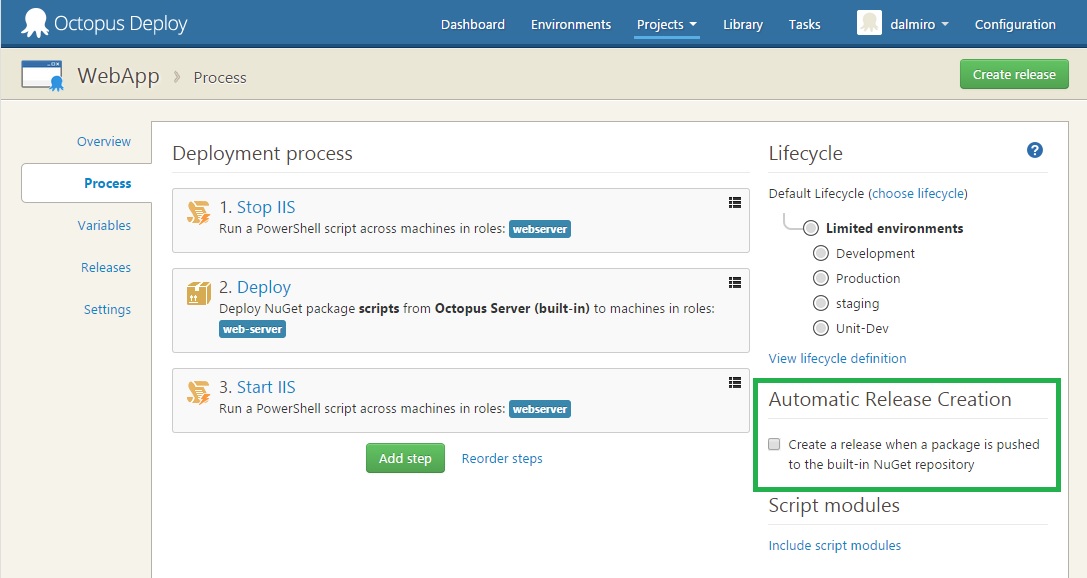 Octopus Deploy
Dashboard Environments Projects Library Tasks dalmiro Configuration
WebApp Process
Create release
Overview
Process
Variables
Releases
Settings
Deployment process
1. Stop IIS
Run a PowerShell script across machines in roles: webserver
2. Deploy
Deploy NuGet package scripts from Octopus Server (built-in) to machines in roles:
web-server
3. Start IIS
Run a PowerShell script across machines in roles: webserver
Add step Reorder steps
Lifecycle
?
Default Lifecycle (choose lifecycle)
Limited environments
Development
Production
staging
Unit-Dev
View lifecycle definition
Automatic Release Creation
Create a release when a package is pushed
to the built-in NuGet repository
Script modules
Include script modules